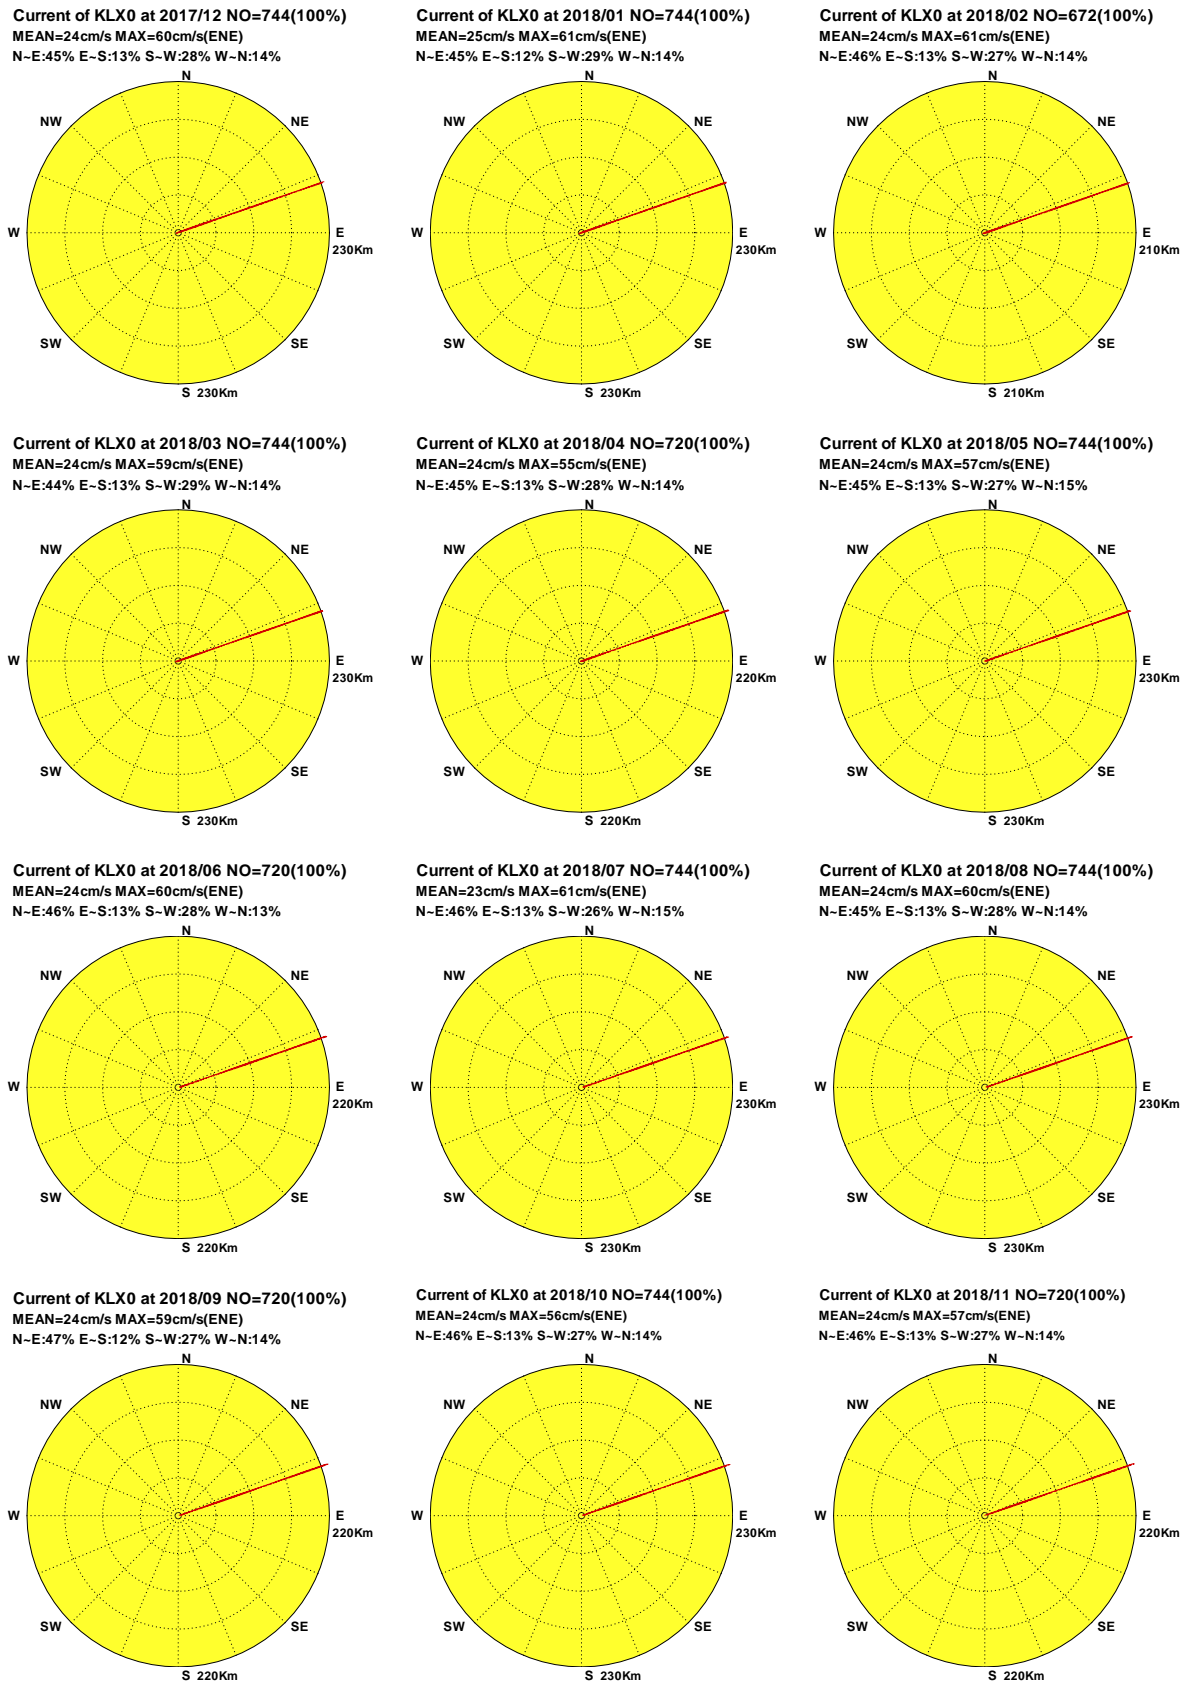 Current of KLX0 at 2017/12 NO=744(100%)
MEAN=24cm/s MAX=60cm/s(ENE)
N~E:45% E~S:13% S~W:28% W~N:14%
N
NW
NE
W
E
230Km
SW
SE
S 230Km
Current of KLX0 at 2018/01 NO=744(100%)
MEAN=25cm/s MAX=61cm/s(ENE)
N~E:45% E~S:12% S~W:29% W~N:14%
N
NW
NE
W
E
230Km
SW
SE
S 230Km
Current of KLX0 at 2018/02 NO=672(100%)
MEAN=24cm/s MAX=61cm/s(ENE)
N~E:46% E~S:13% S~W:27% W~N:14%
N
NW
NE
W
E
210Km
SW
SE
S 210Km
Current of KLX0 at 2018/03 NO=744(100%)
MEAN=24cm/s MAX=59cm/s(ENE)
N~E:44% E~S:13% S~W:29% W~N:14%
N
NW
NE
W
E
230Km
SW
SE
S 230Km
Current of KLX0 at 2018/04 NO=720(100%)
MEAN=24cm/s MAX=55cm/s(ENE)
N~E:45% E~S:13% S~W:28% W~N:14%
N
NW
NE
W
E
220Km
SW
SE
S 220Km
Current of KLX0 at 2018/05 NO=744(100%)
MEAN=24cm/s MAX=57cm/s(ENE)
N~E:45% E~S:13% S~W:27% W~N:15%
N
NW
NE
W
E
230Km
SW
SE
S 230Km
Current of KLX0 at 2018/06 NO=720(100%)
MEAN=24cm/s MAX=60cm/s(ENE)
N~E:46% E~S:13% S~W:28% W~N:13%
N
NW
NE
W
E
220Km
SW
SE
S 220Km
Current of KLX0 at 2018/07 NO=744(100%)
MEAN=23cm/s MAX=61cm/s(ENE)
N~E:46% E~S:13% S~W:26% W~N:15%
N
NW
NE
W
E
230Km
SW
SE
S 230Km
Current of KLX0 at 2018/08 NO=744(100%)
MEAN=24cm/s MAX=60cm/s(ENE)
N~E:45% E~S:13% S~W:28% W~N:14%
N
NW
NE
W
E
230Km
SW
SE
S 230Km
Current of KLX0 at 2018/09 NO=720(100%)
MEAN=24cm/s MAX=59cm/s(ENE)
N~E:47% E~S:12% S~W:27% W~N:14%
N
NW
NE
W
E
220Km
SW
SE
S 220Km
Current of KLX0 at 2018/10 NO=744(100%)
MEAN=24cm/s MAX=56cm/s(ENE)
N~E:46% E~S:13% S~W:27% W~N:14%
N
NW
NE
W
E
230Km
SW
SE
S 230Km
Current of KLX0 at 2018/11 NO=720(100%)
MEAN=24cm/s MAX=57cm/s(ENE)
N~E:46% E~S:13% S~W:27% W~N:14%
N
NW
NE
W
E
220Km
SW
SE
S 220Km